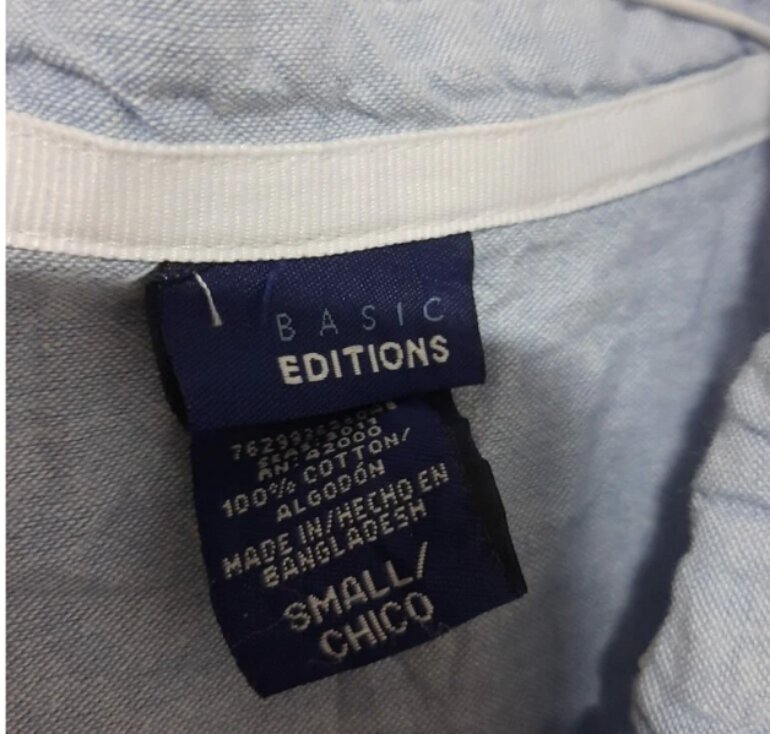 BASIC
EDITIONS
100% COTTON/
ALGODÓN
MADE IN/HECHO EN
BANGLADESH
SMALL/
CHICO